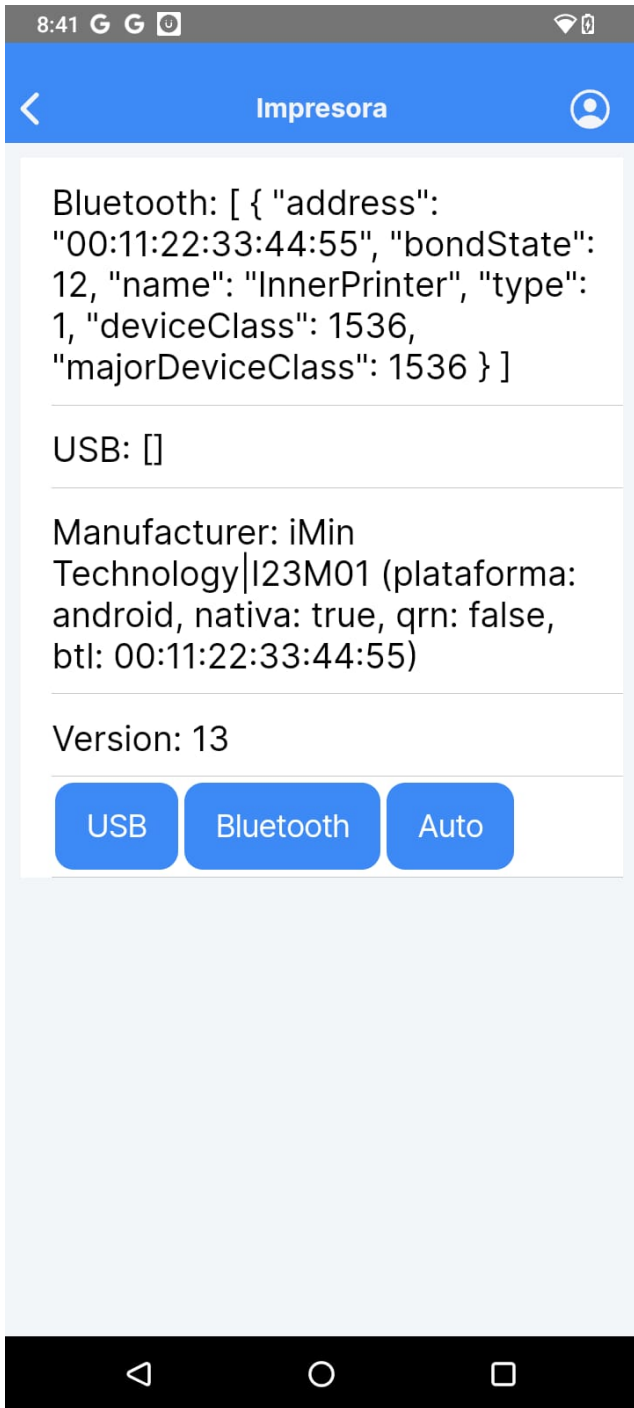 8:41 G G
Impresora
Bluetooth: [ { "address":
"00:11:22:33:44:55", "bondState":
12, "name": "InnerPrinter", "type":
1, "deviceClass": 1536,
"majorDeviceClass": 1536 } ]
USB: []
Manufacturer: iMin
Technology|I23M01 (plataforma:
android, nativa: true, qrn: false,
btl: 00:11:22:33:44:55)
Version: 13
USB Bluetooth Auto